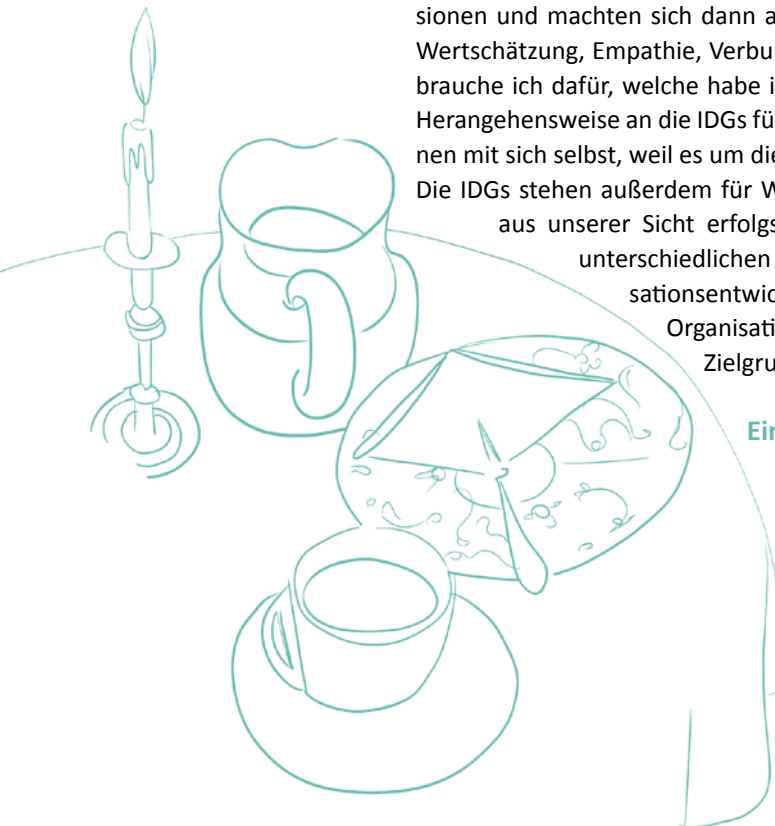 sionen und machten sich dann a
Wertschätzung, Empathie, Verbu
brauche ich dafür, welche habe i
Herangehensweise an die IDGs fü
nen mit sich selbst, weil es um die
Die IDGs stehen außerdem für W
aus unserer Sicht erfolgs
unterschiedlichen
sationsentwic
Organisati
Zielgru
Ein